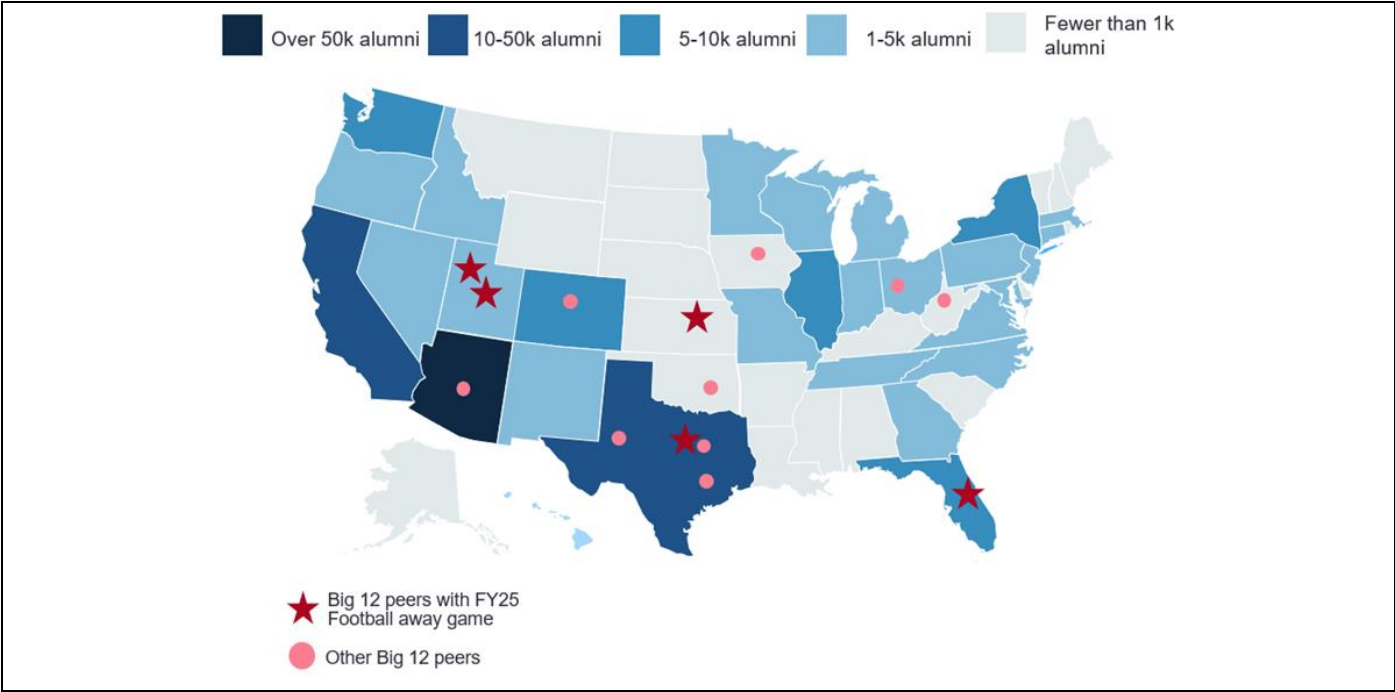 Over 50k alumni
10-50k alumni
5-10k alumni
1-5k alumni
Fewer than 1k
alumni
Big 12 peers with FY25
Football away game
Other Big 12 peers